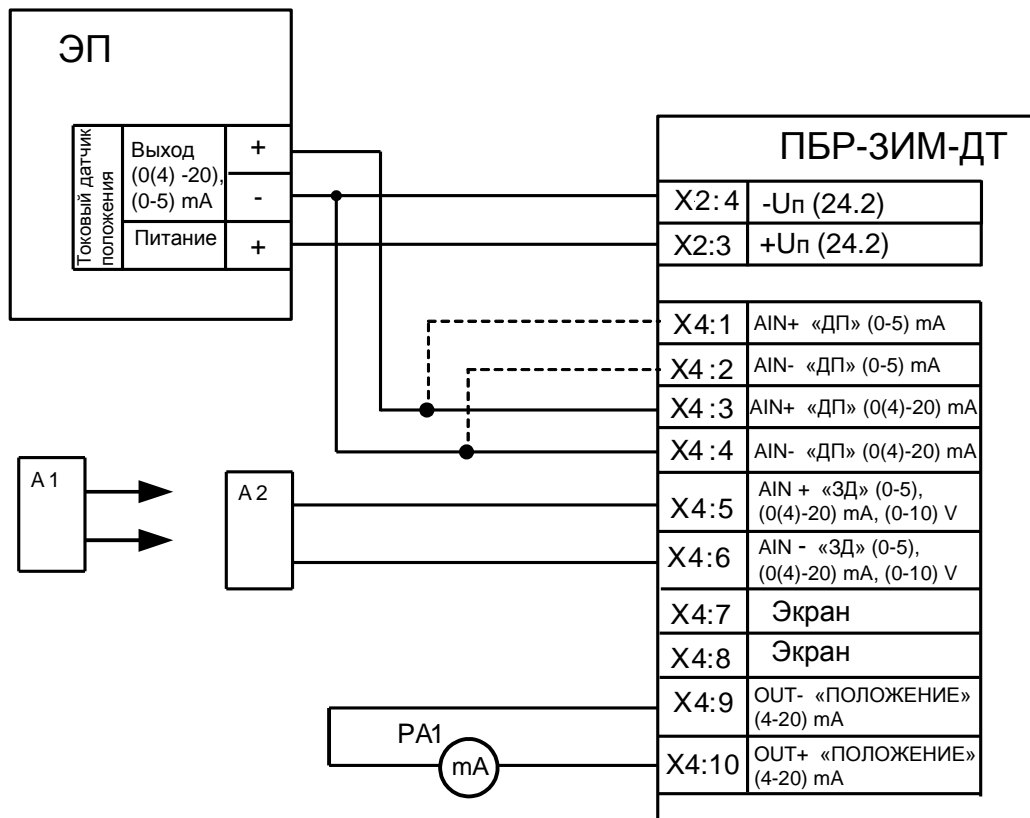 ЭП
Токовый датчик
положения
Выход
(0(4) -20),
(0-5) mA
+
-
Питание
+
ПБР-3ИМ-ДТ
X2:4 -Uп (24.2)
X2:3 +Uп (24.2)
X4:1 AIN+ «ДП» (0-5) mA
X4:2 AIN- «ДП» (0-5) mA
X4:3 AIN+ «ДП» (0(4)-20) mA
X4:4 AIN- «ДП» (0(4)-20) mA
X4:5 AIN + «ЗД» (0-5),
(0(4)-20) mA, (0-10) V
X4:6 AIN - «ЗД» (0-5),
(0(4)-20) mA, (0-10) V
X4:7 Экран
X4:8 Экран
X4:9 OUT- «ПОЛОЖЕНИЕ»
(4-20) mA
X4:10 OUT+ «ПОЛОЖЕНИЕ»
(4-20) mA
A1
A2
PA1
mA